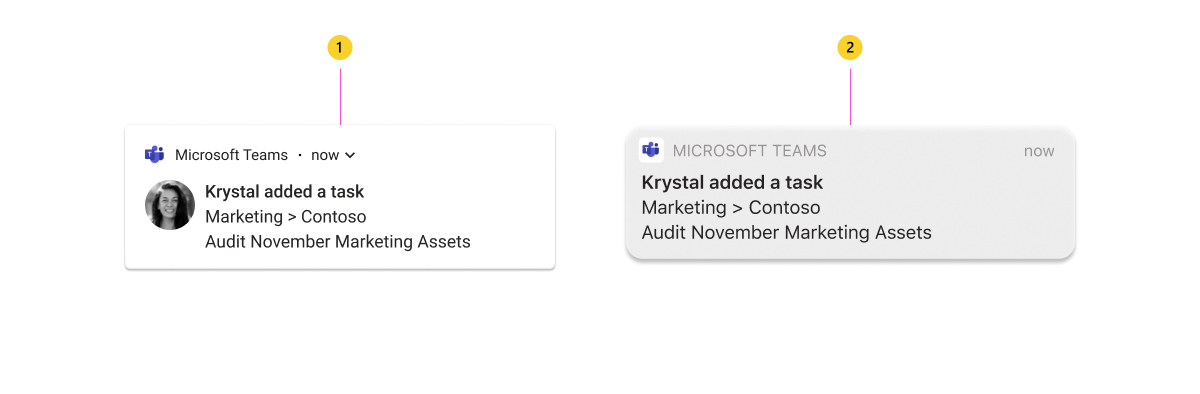 1
Microsoft Teams · now
Krystal added a task
Marketing > Contoso
Audit November Marketing Assets
2
MICROSOFT TEAMS now
Krystal added a task
Marketing > Contoso
Audit November Marketing Assets